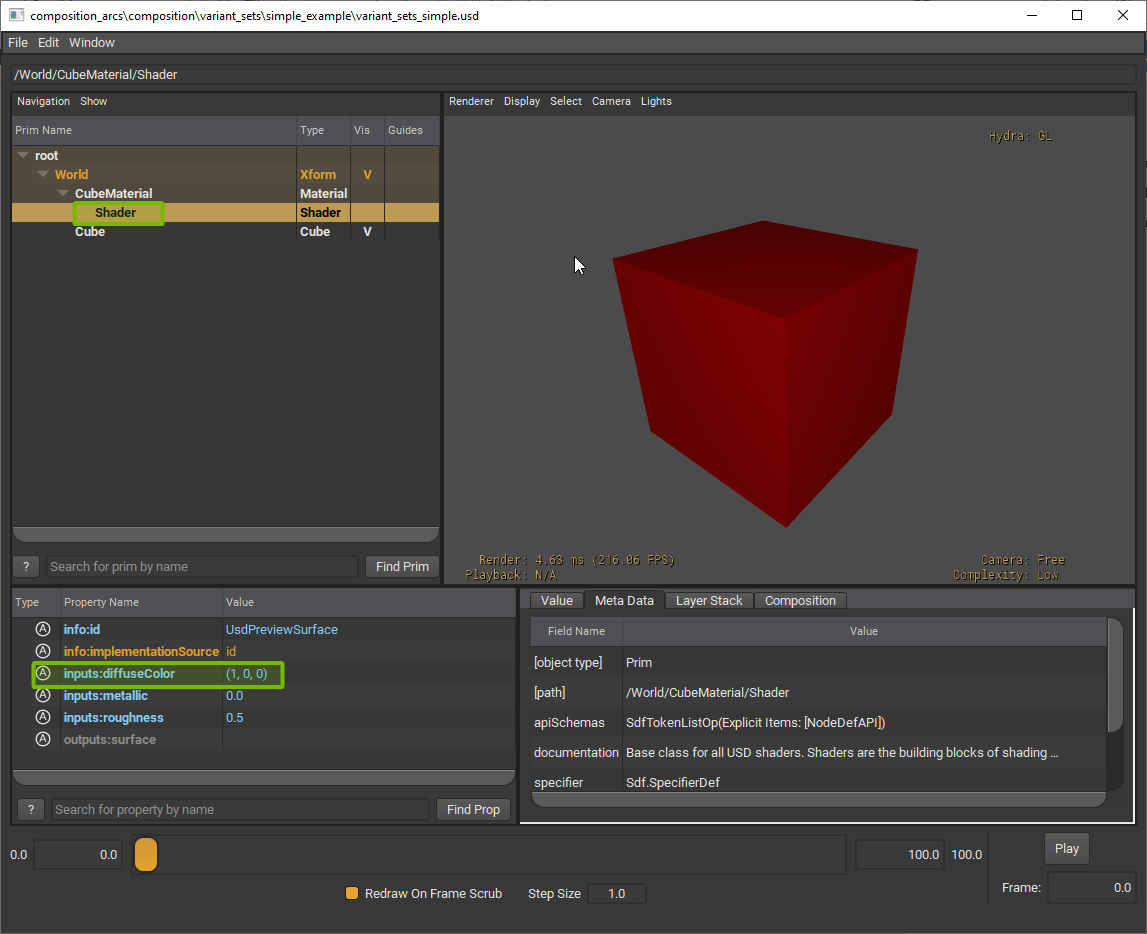 composition_arcs\composition\variant_sets\simple_example\variant_sets_simple.usd
File Edit Window
/World/CubeMaterial/Shader
Navigation Show
Prim Name Type Vis Guides
root
World Xform V
CubeMaterial Material
Shader Shader
Cube Cube V
? Search for prim by name Find Prim
Renderer Display Select Camera Lights
Hydra: GL
Render: 4.63 ms (216.06 FPS)
Playback: N/A
Camera: Free
Complexity: Low
Type Property Name Value
A info:id UsdPreviewSurface
A info:implementationSource id
A inputs:diffuseColor (1, 0, 0)
A inputs:metallic 0.0
A inputs:roughness 0.5
A outputs:surface
? Search for property by name Find Prop
Value Meta Data Layer Stack Composition
Field Name Value
[object type] Prim
[path] /World/CubeMaterial/Shader
apiSchemas SdfTokenListOp(Explicit Items: [NodeDefAPI])
documentation Base class for all USD shaders. Shaders are the building blocks of shading ...
specifier Sdf.SpecifierDef
0.0 0.0 100.0 100.0 Play
Redraw On Frame Scrub Step Size 1.0 Frame: 0.0